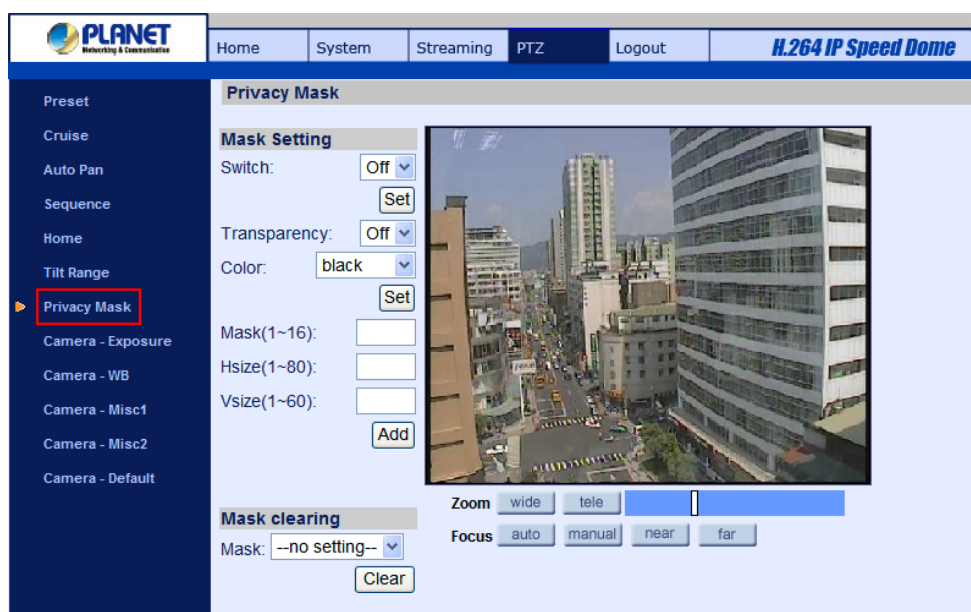 PLANET
Networking & Communication
Home System Streaming PTZ Logout H.264 IP Speed Dome
Preset
Cruise
Auto Pan
Sequence
Home
Tilt Range
Privacy Mask
Camera - Exposure
Camera - WB
Camera - Misc1
Camera - Misc2
Camera - Default
Privacy Mask
Mask Setting
Switch: Off
Set
Transparency: Off
Color: black
Set
Mask(1~16):
Hsize(1~80):
Vsize(1~60):
Add
Mask clearing
Mask: --no setting--
Clear
Zoom wide tele
Focus auto manual near far